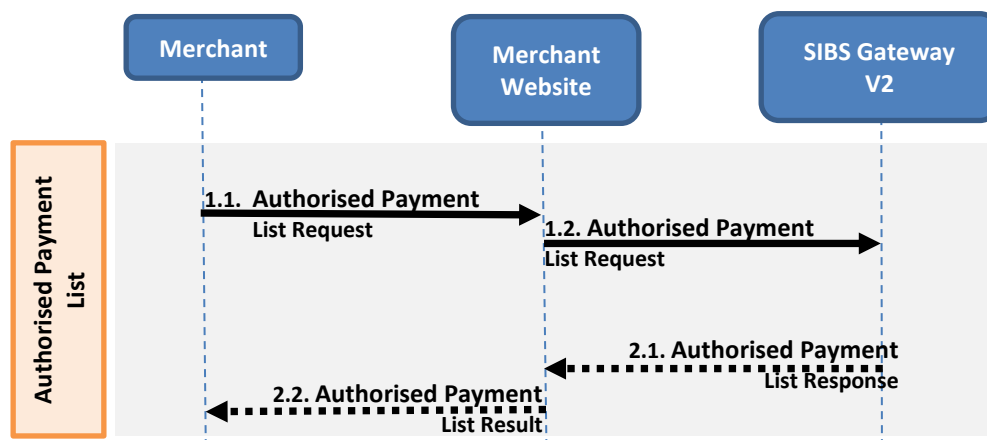 Merchant
Merchant
Website
SIBS Gateway
V2
Authorised Payment
List
1.1. Authorised Payment
List Request
1.2. Authorised Payment
List Request
2.1. Authorised Payment
List Response
2.2. Authorised Payment
List Result